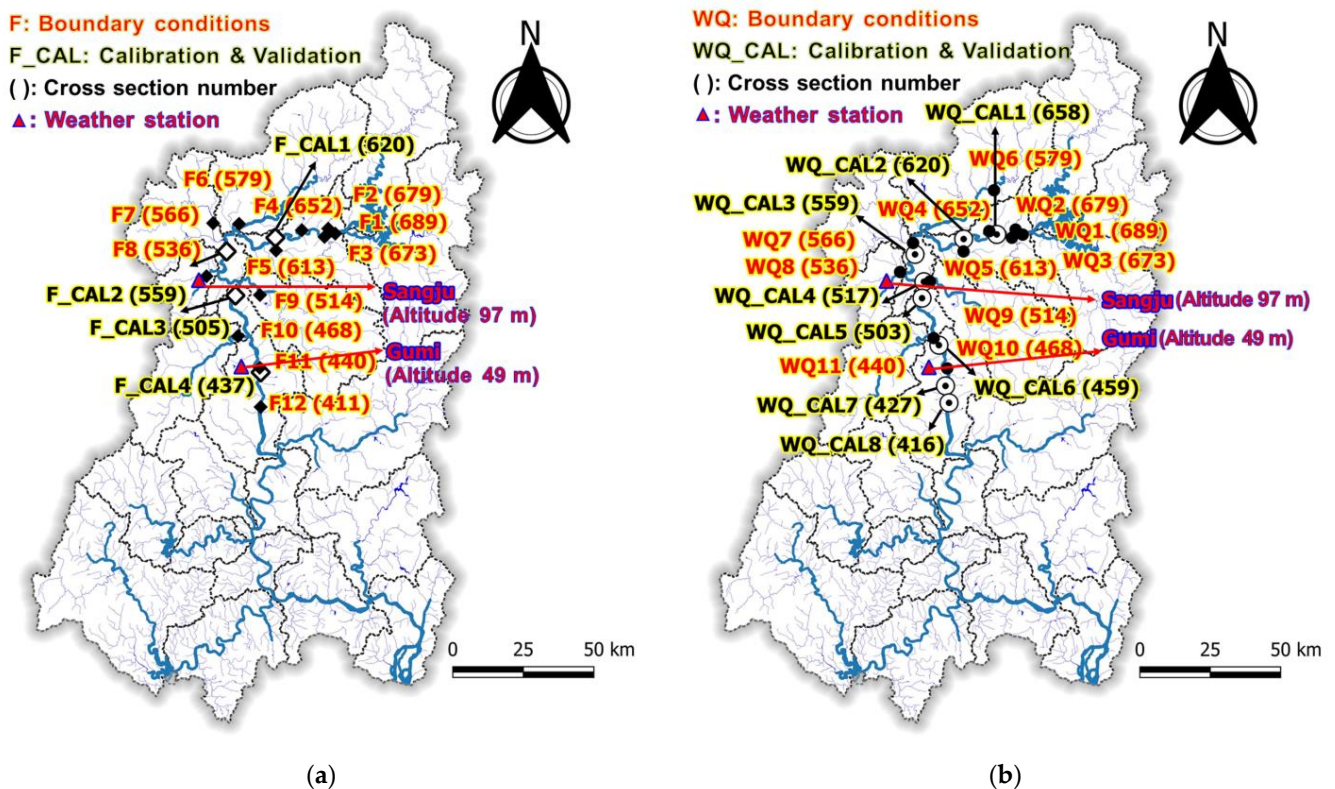 F: Boundary conditions
F_CAL: Calibration & Validation
( ): Cross section number
▲: Weather station
N
F_CAL1 (620)
F6 (579)
F4 (652)
F2 (679)
F7 (566)
F1 (689)
F8 (536)
F3 (673)
F5 (613)
F_CAL2 (559)
F9 (514)
Sangju
(Altitude 97 m)
F_CAL3 (505)
F10 (468)
F11 (440)
Gumi
(Altitude 49 m)
F_CAL4 (437)
F12 (411)
0 25 50 km
(a)
WQ: Boundary conditions
WQ_CAL: Calibration & Validation
( ): Cross section number
▲: Weather station
N
WQ_CAL1 (658)
WQ_CAL2 (620)
WQ6 (579)
WQ_CAL3 (559)
WQ4 (652)
WQ2 (679)
WQ7 (566)
WQ1 (689)
WQ8 (536)
WQ5 (613)
WQ3 (673)
WQ_CAL4 (517)
Sangju (Altitude 97 m)
WQ9 (514)
WQ_CAL5 (503)
Gumi (Altitude 49 m)
WQ10 (468)
WQ11 (440)
WQ_CAL6 (459)
WQ_CAL7 (427)
WQ_CAL8 (416)
0 25 50 km
(b)